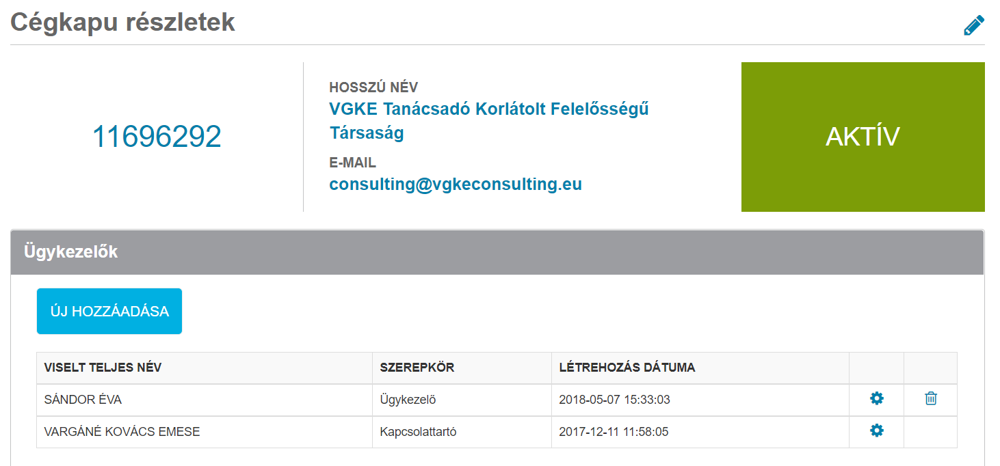 Cégkapu részletek
11696292
HOSSZÚ NÉV
VGKE Tanácsadó Korlátolt Felelősségű
Társaság
E-MAIL
consulting@vgkeconsulting.eu
AKTÍV
Ügykezelők
ÚJ HOZZÁADÁSA
VISELT TELJES NÉV SZEREPKÖR LÉTREHOZÁS DÁTUMA
SÁNDOR ÉVA Ügykezelő 2018-05-07 15:33:03
VARGÁNÉ KOVÁCS EMESE Kapcsolattartó 2017-12-11 11:58:05